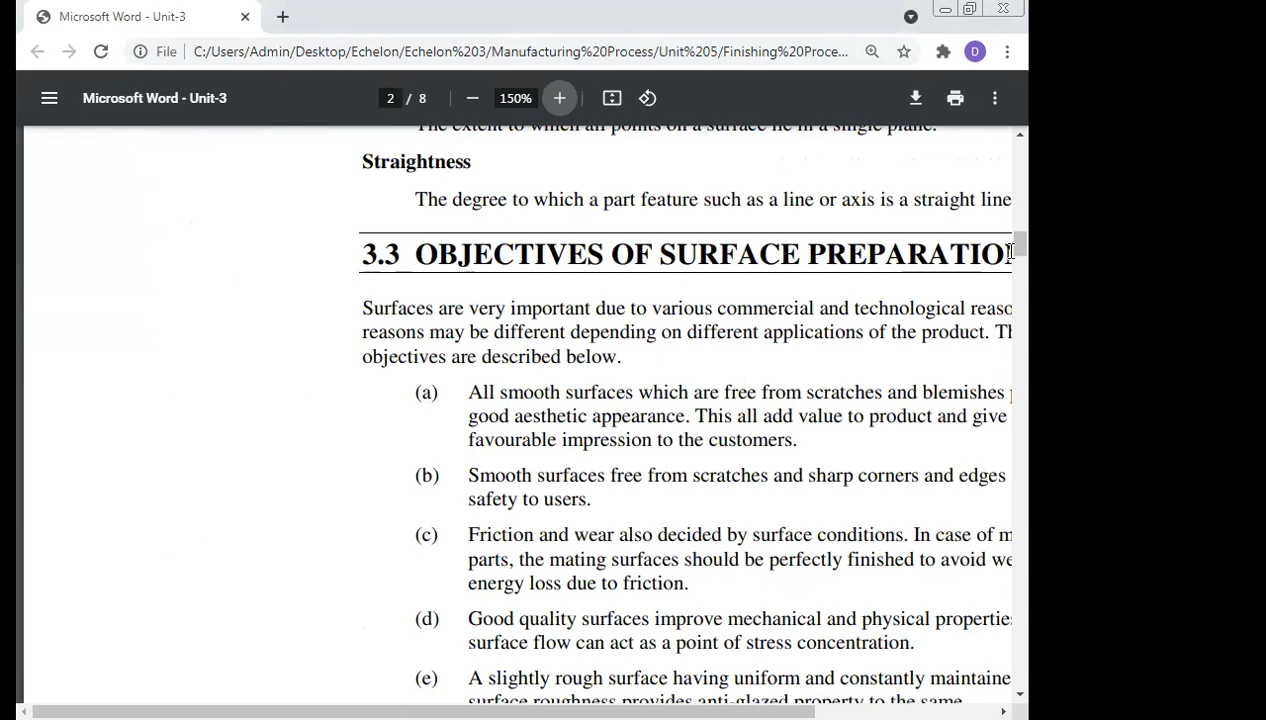 Microsoft Word - Unit-3
File C:/Users/Admin/Desktop/Echelon/Echelon%203/Manufacturing%20Process/Unit%205/Finishing%20Proce...
D
Microsoft Word - Unit-3 2 / 8 150%
The extent to which all points on a surface lie in a single plane.
Straightness
The degree to which a part feature such as a line or axis is a straight line
3.3 OBJECTIVES OF SURFACE PREPARATION
Surfaces are very important due to various commercial and technological reaso
reasons may be different depending on different applications of the product. Th
objectives are described below.
(a) All smooth surfaces which are free from scratches and blemishes
good aesthetic appearance. This all add value to product and give
favourable impression to the customers.
(b) Smooth surfaces free from scratches and sharp corners and edges
safety to users.
(c) Friction and wear also decided by surface conditions. In case of m
parts, the mating surfaces should be perfectly finished to avoid we
energy loss due to friction.
(d) Good quality surfaces improve mechanical and physical properties
surface flow can act as a point of stress concentration.
(e) A slightly rough surface having uniform and constantly maintaine
surface roughness provides anti-glazed property to the same.